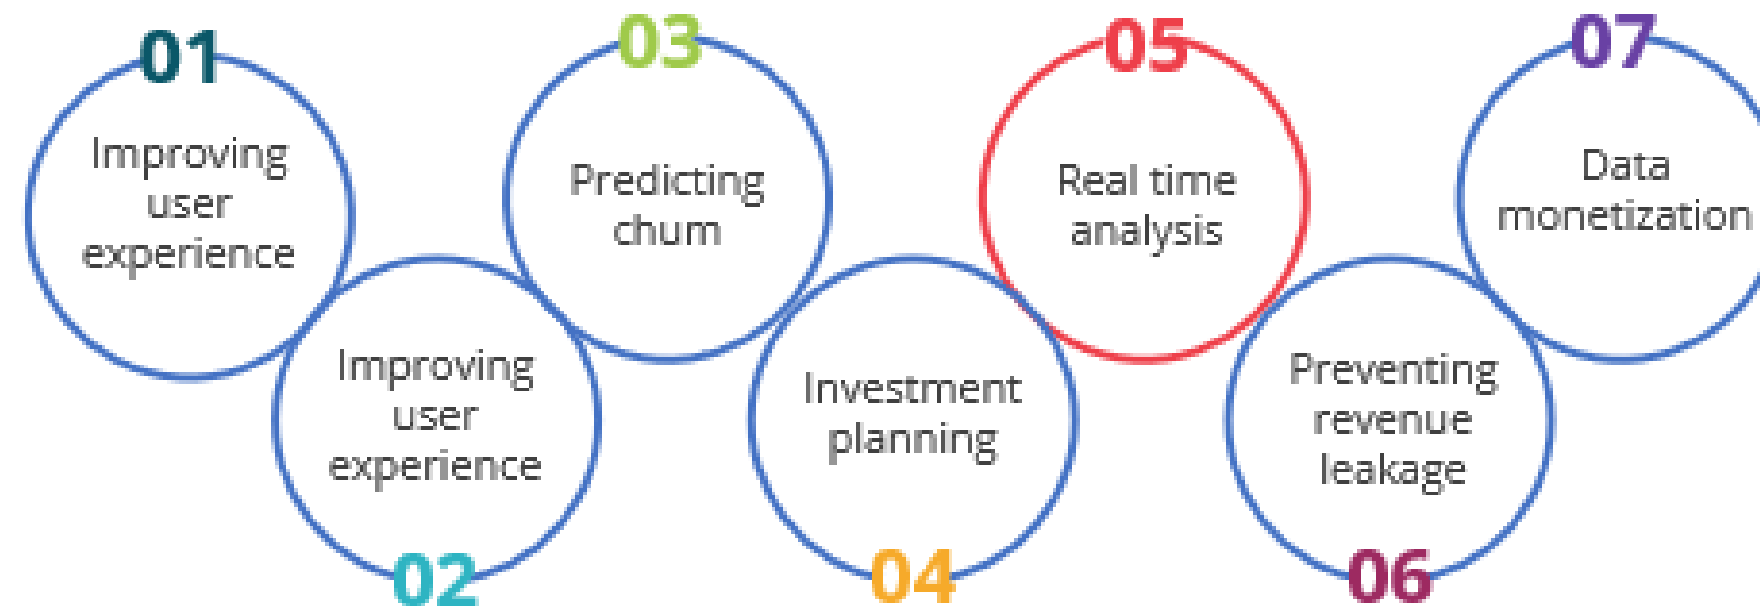 01
Improving
user
experience
02
Improving
user
experience
03
Predicting
chum
04
Investment
planning
05
Real time
analysis
06
Preventing
revenue
leakage
07
Data
monetization